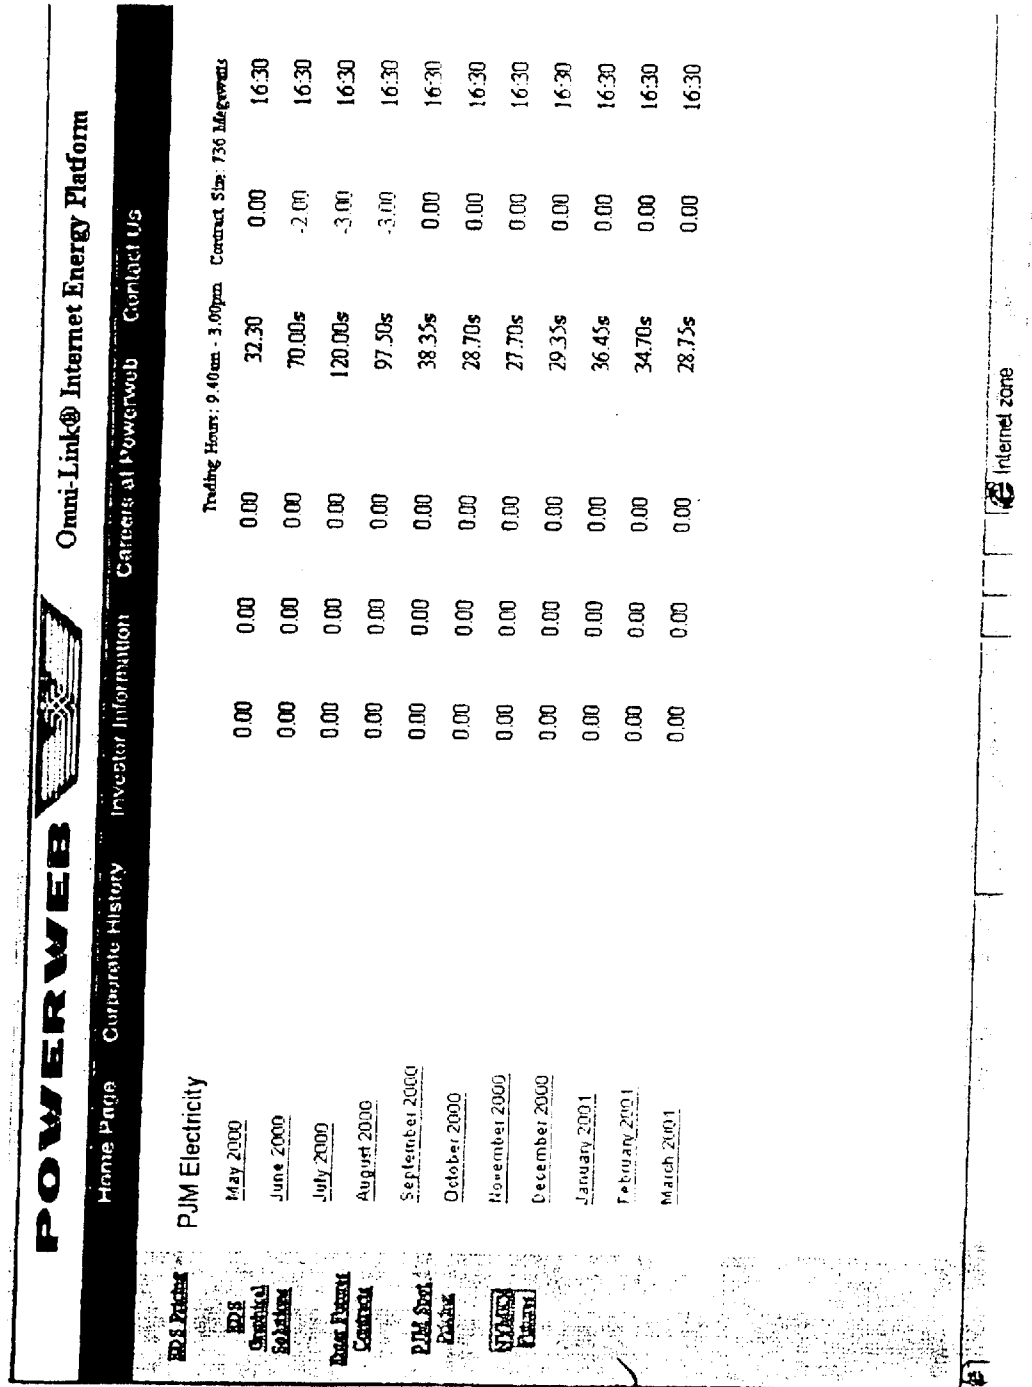 POWERWEB Omni-Link® Internet Energy Platform
Home Page Corporate History Investor Information Careers at Powerweb Contact Us
PJM Electricity
Trading Hours: 9.40am - 3.00pm Contract Size: 736 Megawatts
May 2000 0.00 0.00 0.00 32.30 0.00 16:30
June 2000 0.00 0.00 0.00 70.00s -2.00 16:30
July 2000 0.00 0.00 0.00 120.00s -3.00 16:30
August 2000 0.00 0.00 0.00 97.50s -3.00 16:30
September 2000 0.00 0.00 0.00 38.35s 0.00 16:30
October 2000 0.00 0.00 0.00 28.70s 0.00 16:30
November 2000 0.00 0.00 0.00 27.70s 0.00 16:30
December 2000 0.00 0.00 0.00 29.35s 0.00 16:30
January 2001 0.00 0.00 0.00 36.45s 0.00 16:30
February 2001 0.00 0.00 0.00 34.70s 0.00 16:30
March 2001 0.00 0.00 0.00 28.75s 0.00 16:30
EDS Pricing
EDS
Graphical
Solutions
Futures
Contracts
PJM Spot
Pricing
NYMEX
Futures
Internet zone